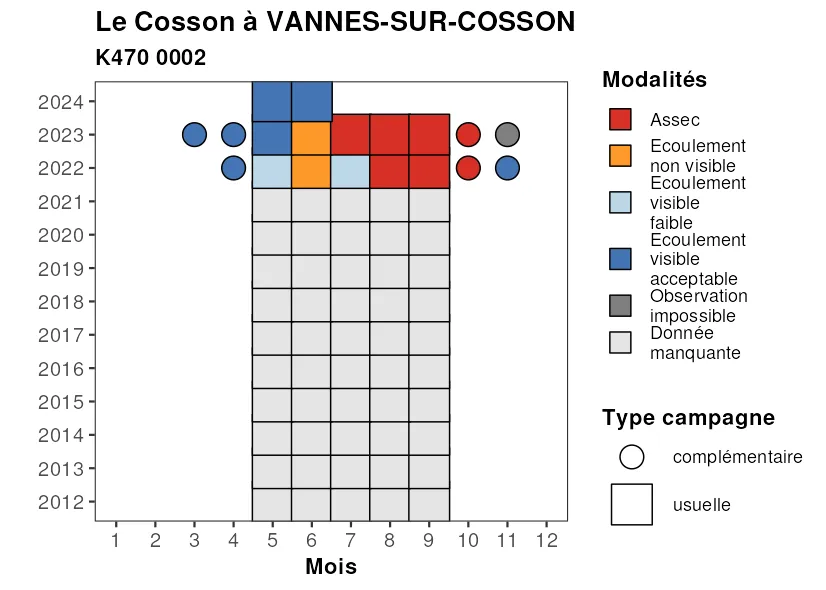 Le Cosson à VANNES-SUR-COSSON
K470 0002
2024
2023
2022
2021
2020
2019
2018
2017
2016
2015
2014
2013
2012
1 2 3 4 5 6 7 8 9 10 11 12
Mois
Modalités
Assec
Ecoulement
non visible
Ecoulement
visible
faible
Ecoulement
visible
acceptable
Observation
impossible
Donnée
manquante
Type campagne
complémentaire
usuelle